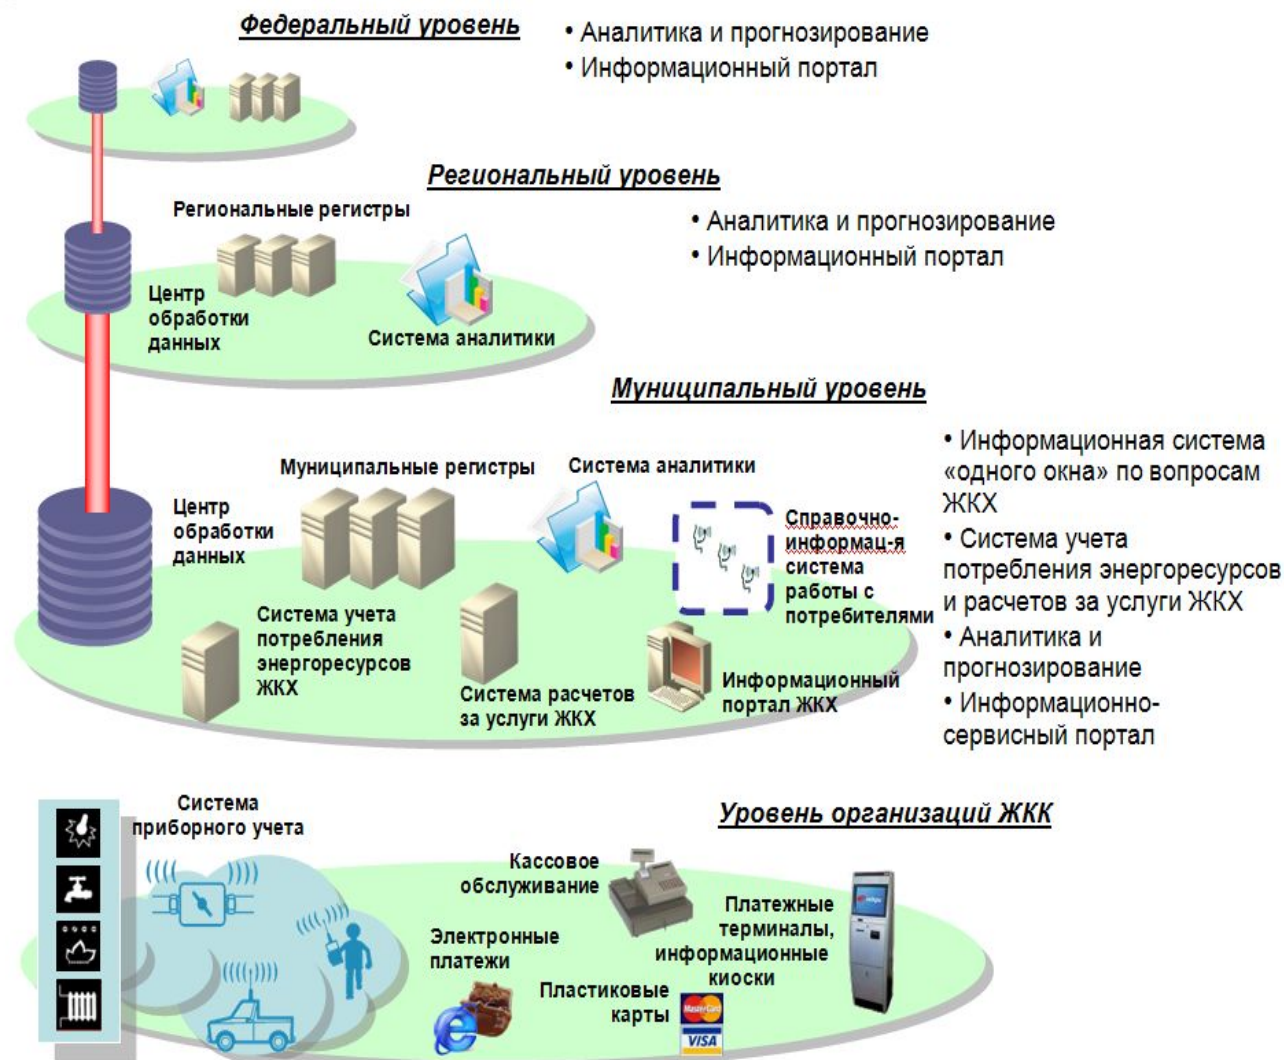 Федеральный уровень
• Аналитика и прогнозирование
• Информационный портал
Региональный уровень
Региональные регистры
• Аналитика и прогнозирование
• Информационный портал
Центр
обработки
данных
Система аналитики
Муниципальный уровень
Муниципальные регистры
Система аналитики
Центр
обработки
данных
Справочно-
информац-я
система
работы с
потребителями
• Информационная система
«одного окна» по вопросам
ЖКХ
• Система учета
потребления энергоресурсов
и расчетов за услуги ЖКХ
• Аналитика и
прогнозирование
• Информационно-
сервисный портал
Система учета
потребления
энергоресурсов
ЖКХ
Система расчетов
за услуги ЖКХ
Информационный
портал ЖКХ
Уровень организаций ЖКК
Система
приборного учета
Кассовое
обслуживание
Платежные
терминалы,
информационные
киоски
Электронные
платежи
Пластиковые
карты
MasterCard
VISA